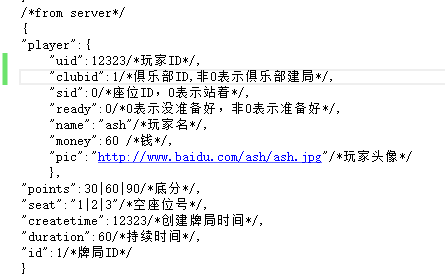 /*from server*/
{
"player":{
"uid":12323/*玩家ID*/,
"clubid":1/*俱乐部ID,非0表示俱乐部建局*/,
"sid":0/*座位ID，0表示站着*/,
"ready":0/*0表示没准备好，非0表示准备好*/,
"name":"ash"/*玩家名*/,
"money":60 /*钱*/,
"pic":"http://www.baidu.com/ash/ash.jpg"/*玩家头像*/
},
"points":30|60|90/*底分*/,
"seat":"1|2|3"/*空座位号*/,
"createtime":12323/*创建牌局时间*/,
"duration":60/*持续时间*/,
"id":1/*牌局ID*/
}